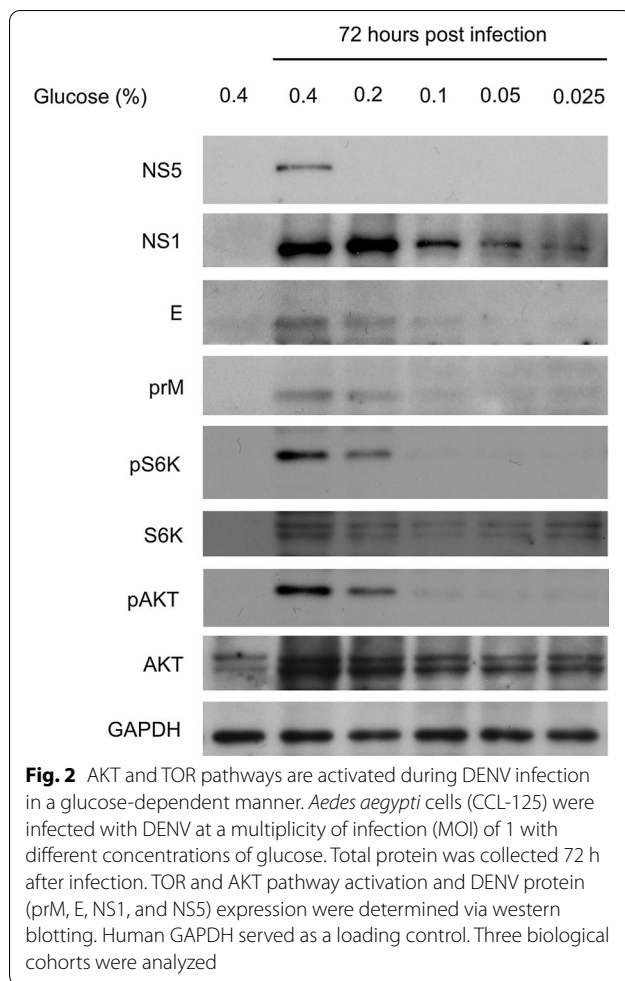 72 hours post infection
Glucose (%) 0.4 0.4 0.2 0.1 0.05 0.025
NS5
NS1
E
prM
pS6K
S6K
pAKT
AKT
GAPDH
Fig. 2 AKT and TOR pathways are activated during DENV infection
in a glucose-dependent manner. Aedes aegypti cells (CCL-125) were
infected with DENV at a multiplicity of infection (MOI) of 1 with
different concentrations of glucose. Total protein was collected 72 h
after infection. TOR and AKT pathway activation and DENV protein
(prM, E, NS1, and NS5) expression were determined via western
blotting. Human GAPDH served as a loading control. Three biological
cohorts were analyzed